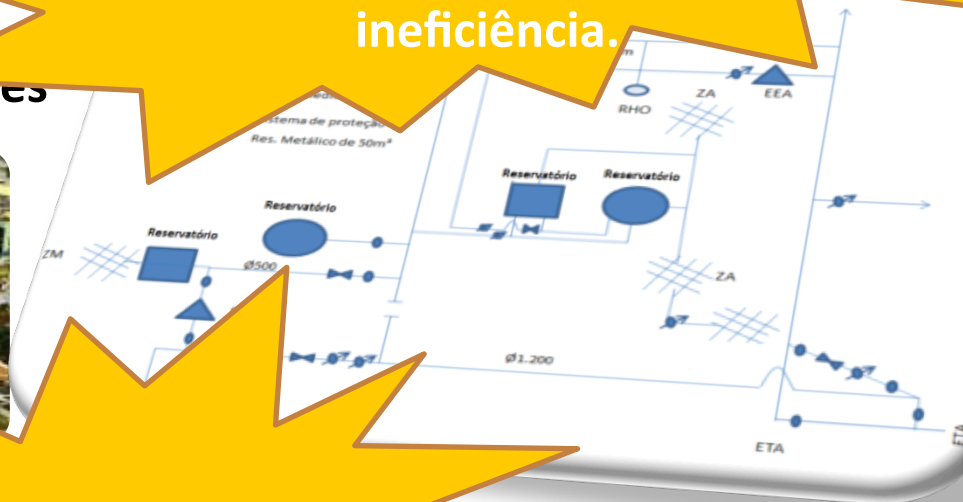 ineficiência.
es
RHO
ZA
EEA
stema de proteção
Res. Metálico de 50m³
Reservatório
Reservatório
Reservatório
Reservatório
ZM
Ø500
ZA
Ø1.200
ETA
ETA